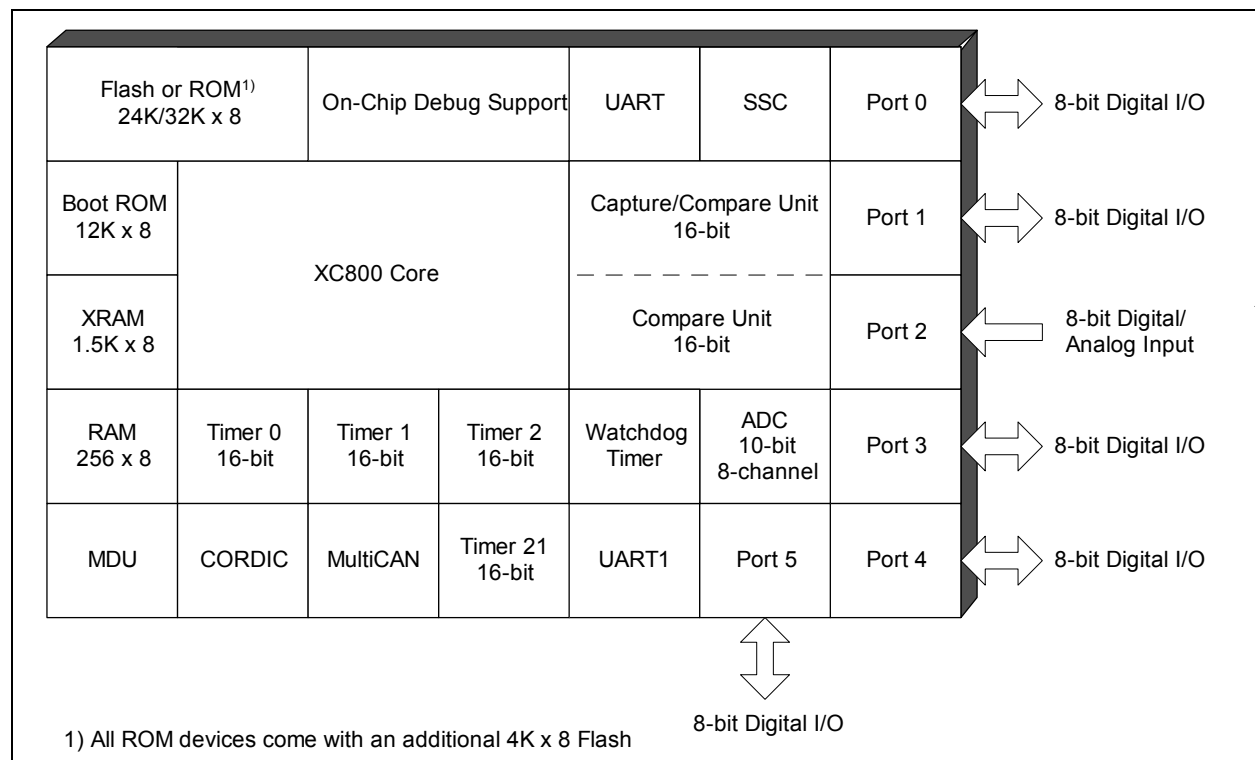 Flash or ROM1)
24K/32K x 8
On-Chip Debug Support
UART
SSC
Port 0
8-bit Digital I/O
Boot ROM
12K x 8
XC800 Core
Capture/Compare Unit
16-bit
Port 1
8-bit Digital I/O
XRAM
1.5K x 8
Compare Unit
16-bit
Port 2
8-bit Digital/
Analog Input
RAM
256 x 8
Timer 0
16-bit
Timer 1
16-bit
Timer 2
16-bit
Watchdog
Timer
ADC
10-bit
8-channel
Port 3
8-bit Digital I/O
MDU
CORDIC
MultiCAN
Timer 21
16-bit
UART1
Port 5
Port 4
8-bit Digital I/O
8-bit Digital I/O
1) All ROM devices come with an additional 4K x 8 Flash